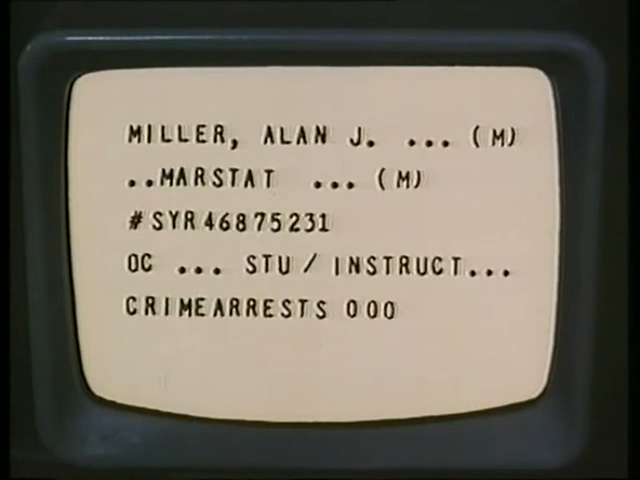 MILLER, ALAN J. ... (M)
..MARSTAT ... (M)
#SYR46875231
OC ... STU/INSTRUCT...
CRIMEARRESTS 000